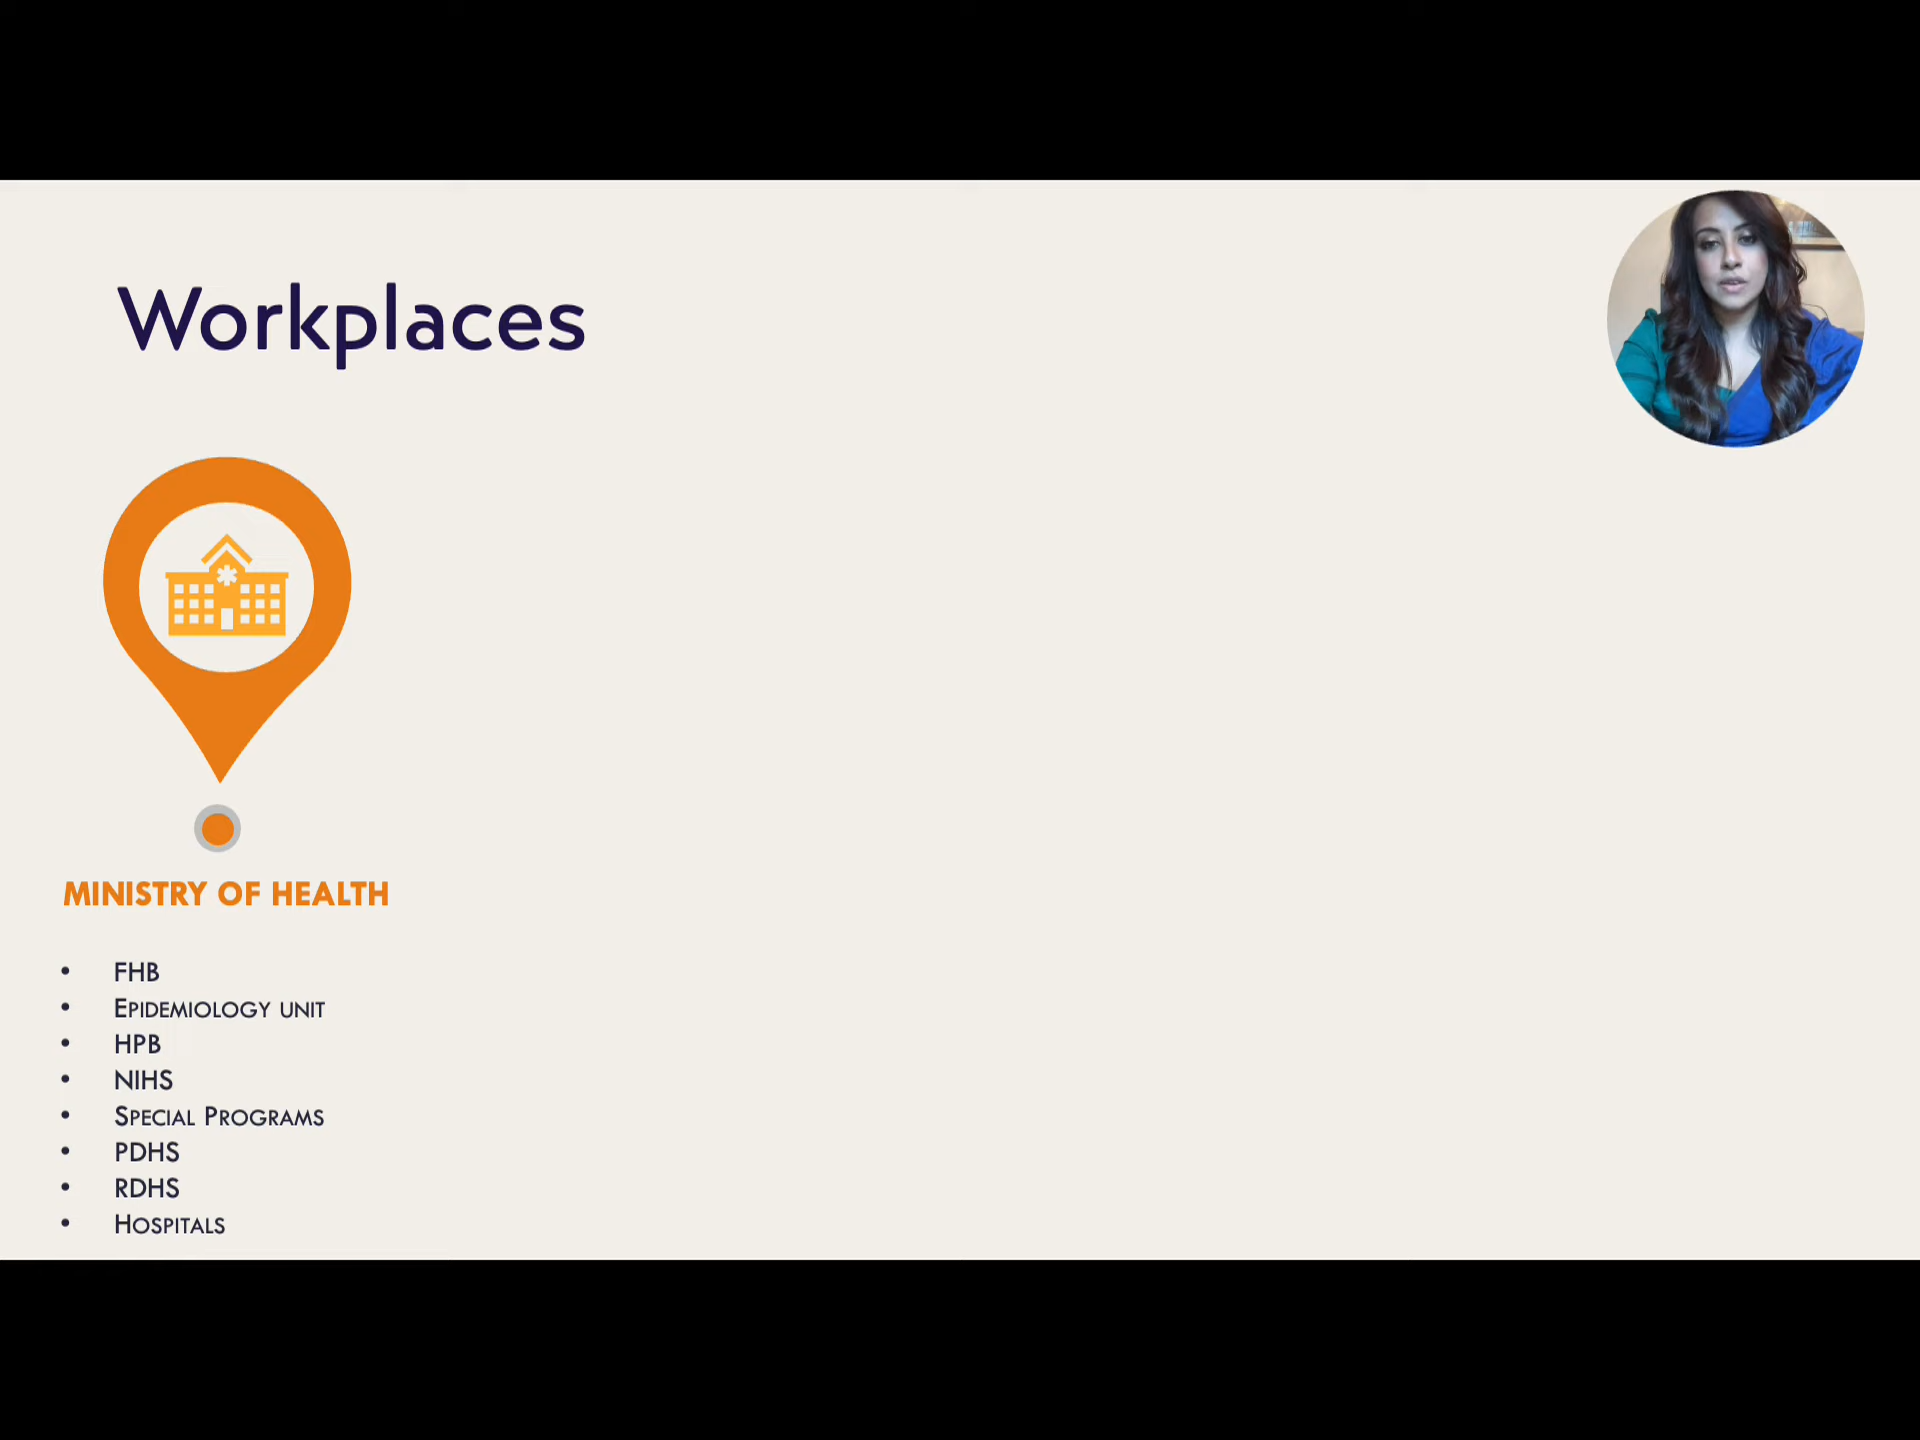 Workplaces
MINISTRY OF HEALTH
• FHB
• Epidemiology unit
• HPB
• NIHS
• Special Programs
• PDHS
• RDHS
• Hospitals